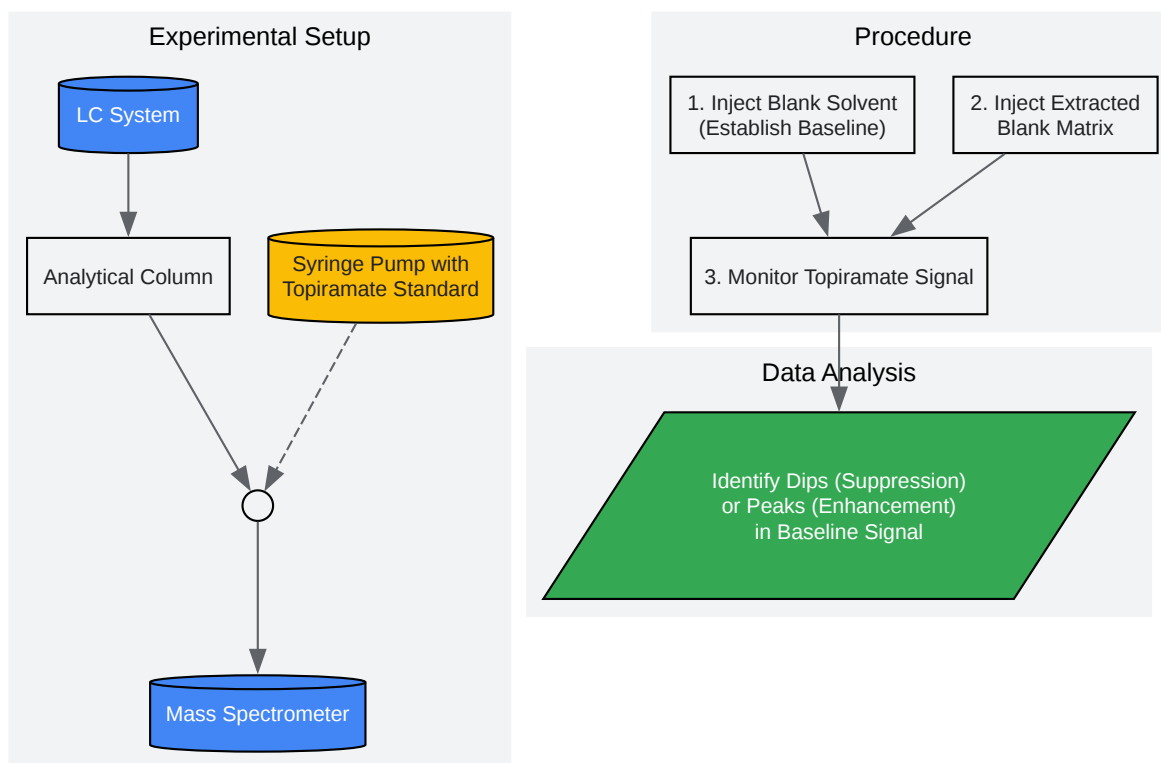 Experimental Setup
LC System
Analytical Column
Syringe Pump with
Topiramate Standard
Mass Spectrometer
Procedure
1. Inject Blank Solvent
(Establish Baseline)
2. Inject Extracted
Blank Matrix
3. Monitor Topiramate Signal
Data Analysis
Identify Dips (Suppression)
or Peaks (Enhancement)
in Baseline Signal